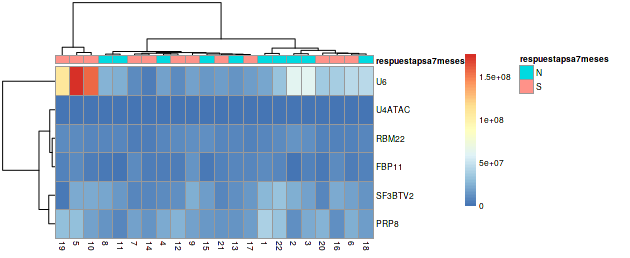 respuestapsa7meses
U6
U4ATAC
RBM22
FBP11
SF3BTV2
PRP8
19 5 10 8 11 7 14 4 12 9 15 21 13 17 1 22 2 3 20 16 6 18
1.5e+08
1e+08
5e+07
0
respuestapsa7meses
N
S